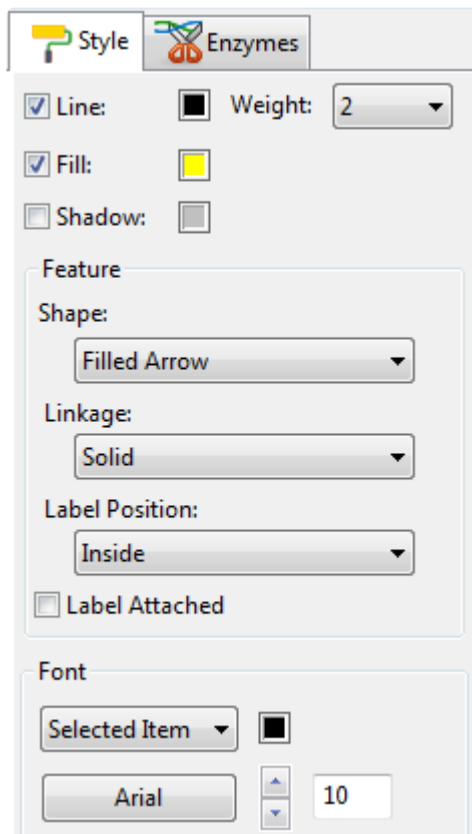 Style Enzymes
Line: Weight: 2
Fill:
Shadow:
Feature
Shape:
Filled Arrow
Linkage:
Solid
Label Position:
Inside
Label Attached
Font
Selected Item
Arial 10